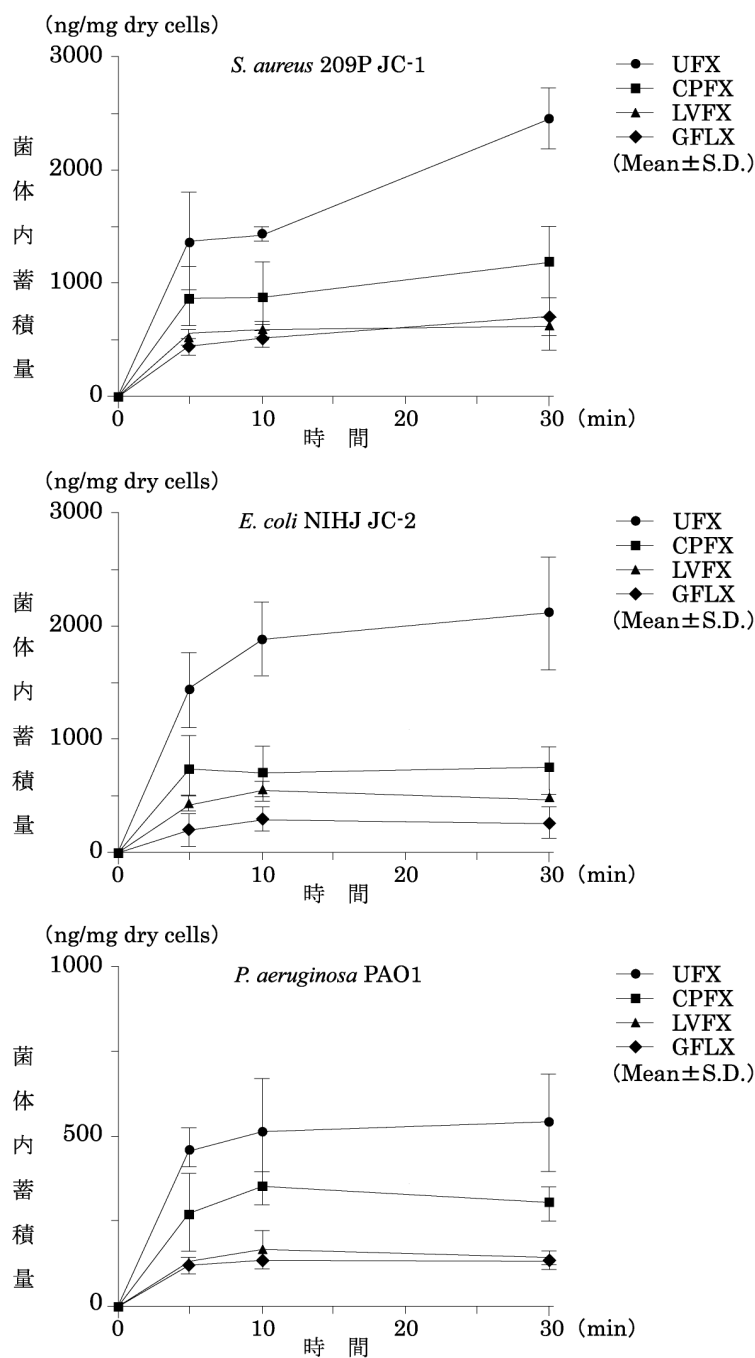 (ng/mg dry cells)
S. aureus 209P JC-1
3000
2000
1000
0
菌体内蓄積量
0 10 20 30 (min)
時 間
UFX
CPFX
LVFX
GFLX
(Mean±S.D.)
(ng/mg dry cells)
E. coli NIHJ JC-2
3000
2000
1000
0
菌体内蓄積量
0 10 20 30 (min)
時 間
UFX
CPFX
LVFX
GFLX
(Mean±S.D.)
(ng/mg dry cells)
P. aeruginosa PAO1
1000
500
0
菌体内蓄積量
0 10 20 30 (min)
時 間
UFX
CPFX
LVFX
GFLX
(Mean±S.D.)